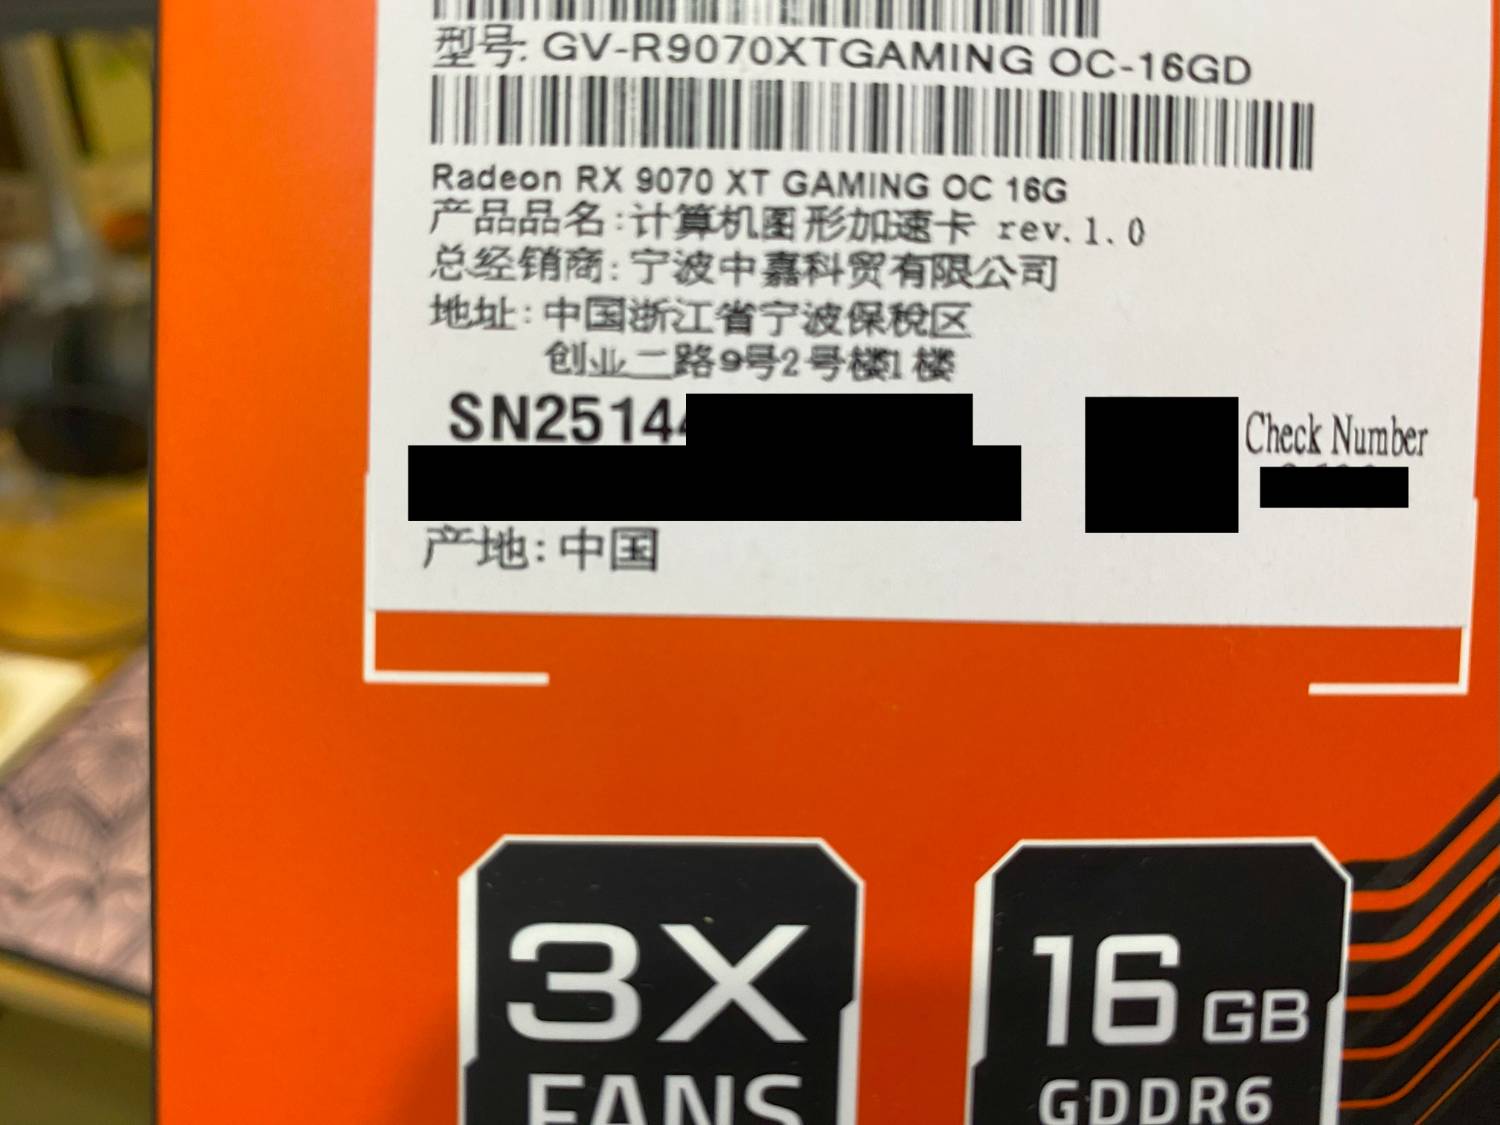 型号: GV-R9070XTGAMING OC-16GD
Radeon RX 9070 XT GAMING OC 16G
产品品名:计算机图形加速卡 rev.1.0
总经销商:宁波中嘉科贸有限公司
地址:中国浙江省宁波保税区
创业二路9号2号楼1楼
SN2514
Check Number
产地:中国
3X
FANS
16 GB
GDDR6